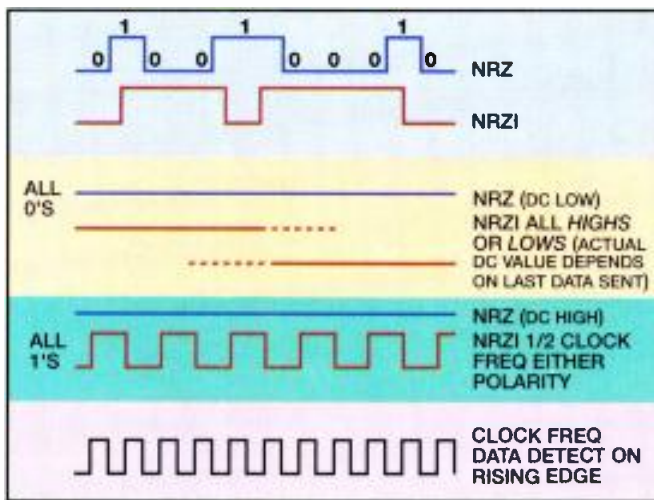 1 1 1
0 0 0 0 0 0 0
NRZ
NRZI
ALL
0'S
NRZ (DC LOW)
NRZI ALL HIGHS
OR LOWS (ACTUAL
DC VALUE DEPENDS
ON LAST DATA SENT)
ALL
1'S
NRZ (DC HIGH)
NRZI 1/2 CLOCK
FREQ EITHER
POLARITY
CLOCK FREQ
DATA DETECT ON
RISING EDGE